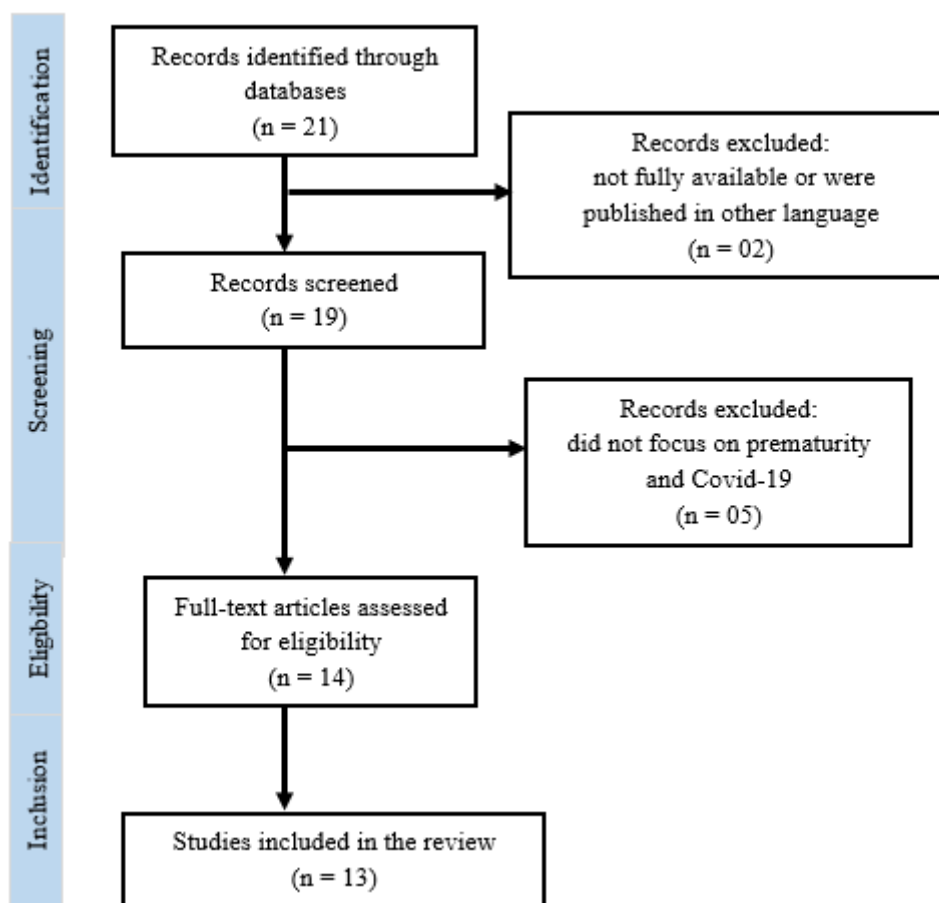 Identification
Records identified through
databases
(n = 21)
Records excluded:
not fully available or were
published in other language
(n = 02)
Screening
Records screened
(n = 19)
Records excluded:
did not focus on prematurity
and Covid-19
(n = 05)
Eligibility
Full-text articles assessed
for eligibility
(n = 14)
Inclusion
Studies included in the review
(n = 13)